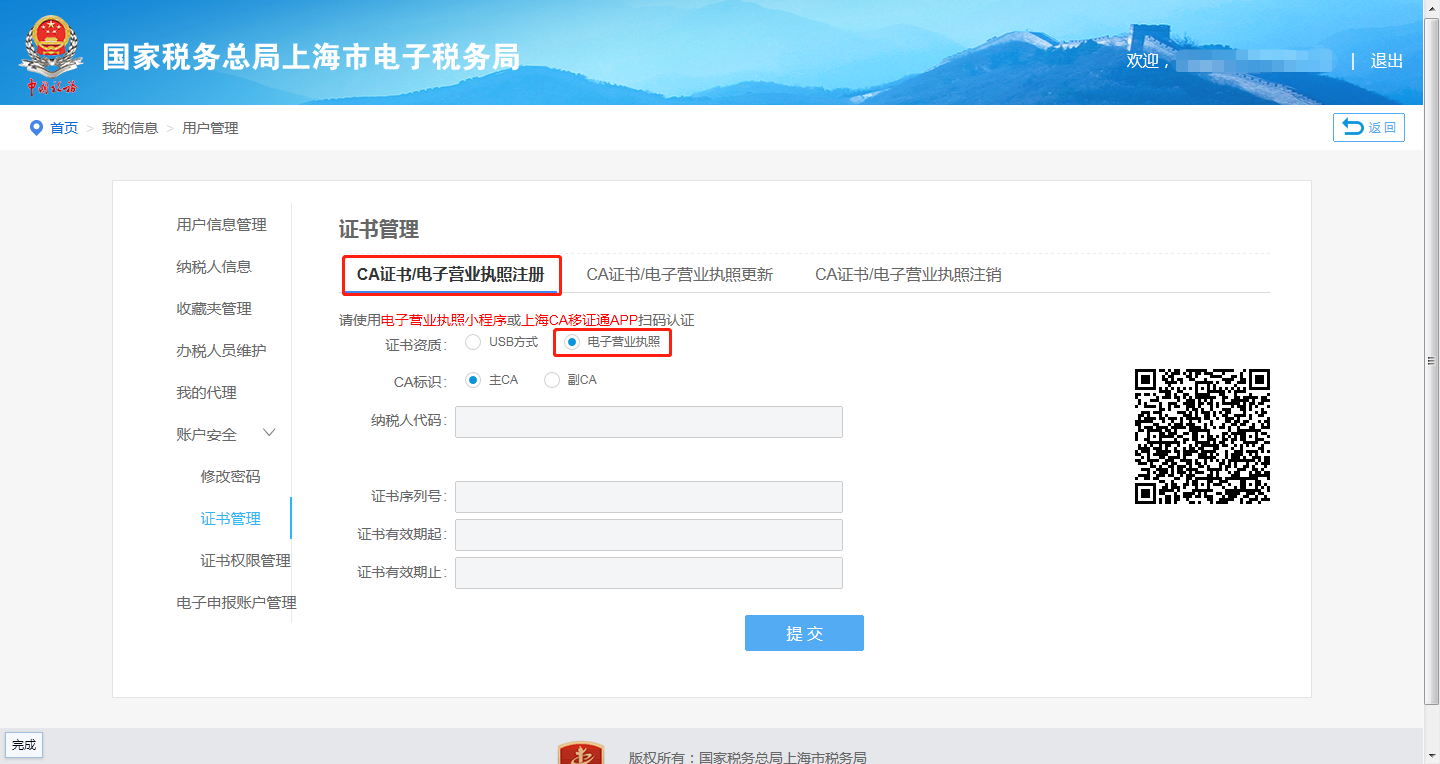 国家税务总局上海市电子税务局
中国税务
欢迎，
| 退出
首页 > 我的信息 > 用户管理
返回
用户信息管理
纳税人信息
收藏夹管理
办税人员维护
我的代理
账户安全
修改密码
证书管理
证书权限管理
电子申报账户管理
证书管理
CA证书/电子营业执照注册
CA证书/电子营业执照更新
CA证书/电子营业执照注销
请使用电子营业执照小程序或上海CA移证通APP扫码认证
证书资质: USB方式 电子营业执照
CA标识: 主CA 副CA
纳税人代码:
证书序列号:
证书有效期起:
证书有效期止:
提交
完成
版权所有：国家税务总局上海市税务局